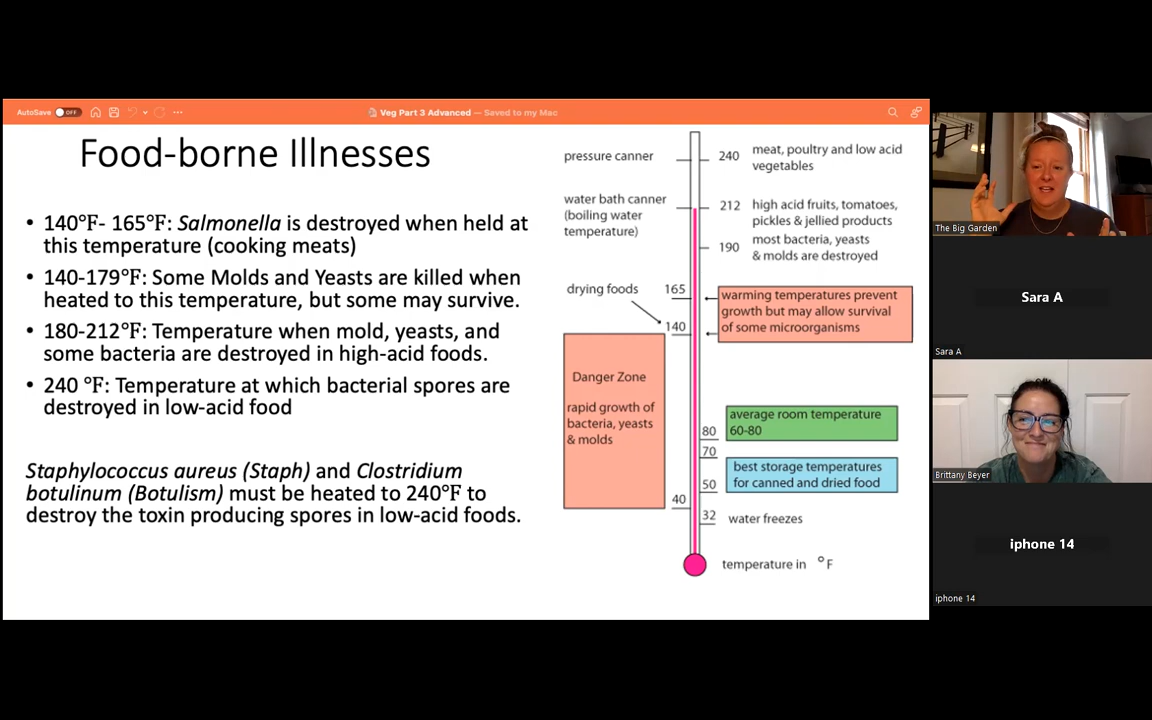 AutoSave OFF
Veg Part 3 Advanced — Saved to my Mac
Food-borne Illnesses
• 140°F- 165°F: Salmonella is destroyed when held at
this temperature (cooking meats)
• 140-179°F: Some Molds and Yeasts are killed when
heated to this temperature, but some may survive.
• 180-212°F: Temperature when mold, yeasts, and
some bacteria are destroyed in high-acid foods.
• 240 °F: Temperature at which bacterial spores are
destroyed in low-acid food
Staphylococcus aureus (Staph) and Clostridium
botulinum (Botulism) must be heated to 240°F to
destroy the toxin producing spores in low-acid foods.
pressure canner
240
meat, poultry and low acid
vegetables
water bath canner
(boiling water
temperature)
212
high acid fruits, tomatoes,
pickles & jellied products
190
most bacteria, yeasts
& molds are destroyed
drying foods
165
140
warming temperatures prevent
growth but may allow survival
of some microorganisms
Danger Zone
rapid growth of
bacteria, yeasts
& molds
80
average room temperature
60-80
70
50
best storage temperatures
for canned and dried food
40
32
water freezes
temperature in °F
The Big Garden
Sara A
Sara A
Brittany Beyer
iphone 14
iphone 14